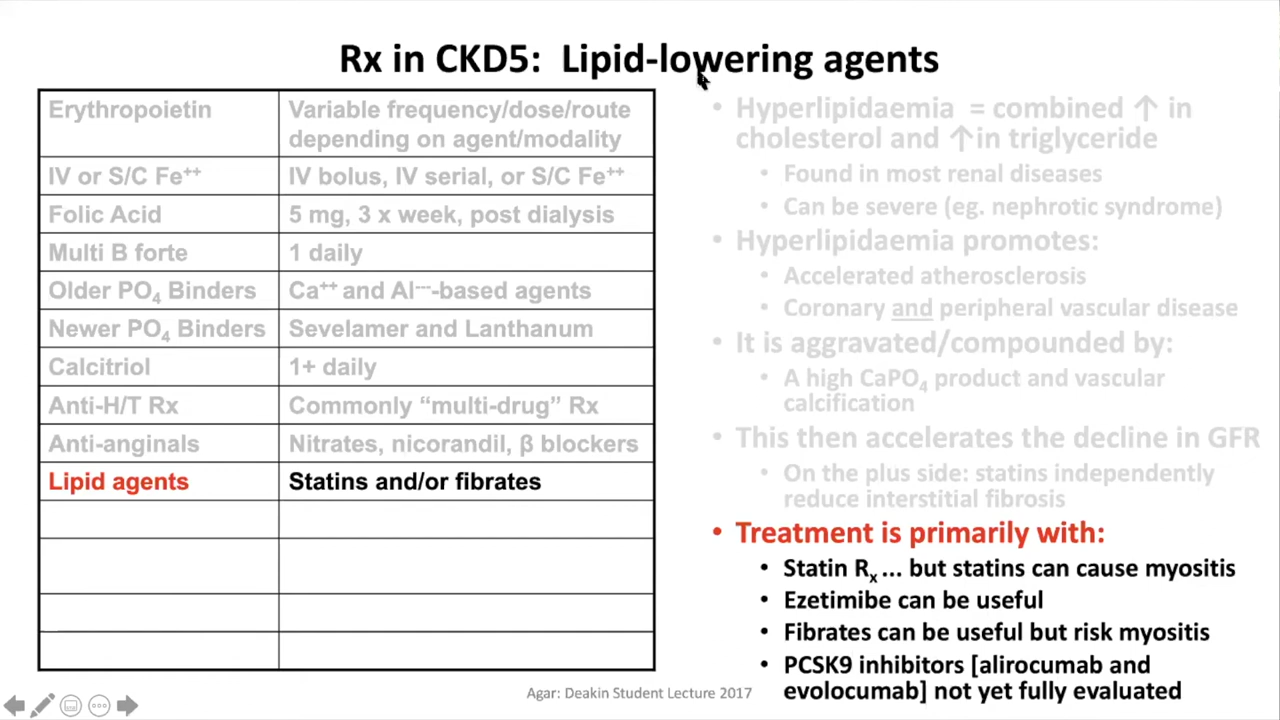 Rx in CKD5: Lipid-lowering agents
Erythropoietin
Variable frequency/dose/route
depending on agent/modality
IV or S/C Fe⁺⁺
IV bolus, IV serial, or S/C Fe⁺⁺
Folic Acid
5 mg, 3 x week, post dialysis
Multi B forte
1 daily
Older PO₄ Binders
Ca⁺⁺ and Al⁻⁻⁻-based agents
Newer PO₄ Binders
Sevelamer and Lanthanum
Calcitriol
1+ daily
Anti-H/T Rx
Commonly “multi-drug” Rx
Anti-anginals
Nitrates, nicorandil, β blockers
Lipid agents
Statins and/or fibrates
• Hyperlipidaemia = combined ↑ in
cholesterol and ↑in triglyceride
• Found in most renal diseases
• Can be severe (eg. nephrotic syndrome)
• Hyperlipidaemia promotes:
• Accelerated atherosclerosis
• Coronary and peripheral vascular disease
• It is aggravated/compounded by:
• A high CaPO₄ product and vascular
calcification
• This then accelerates the decline in GFR
• On the plus side: statins independently
reduce interstitial fibrosis
• Treatment is primarily with:
• Statin Rₓ ... but statins can cause myositis
• Ezetimibe can be useful
• Fibrates can be useful but risk myositis
• PCSK9 inhibitors [alirocumab and
evolocumab] not yet fully evaluated
Agar: Deakin Student Lecture 2017